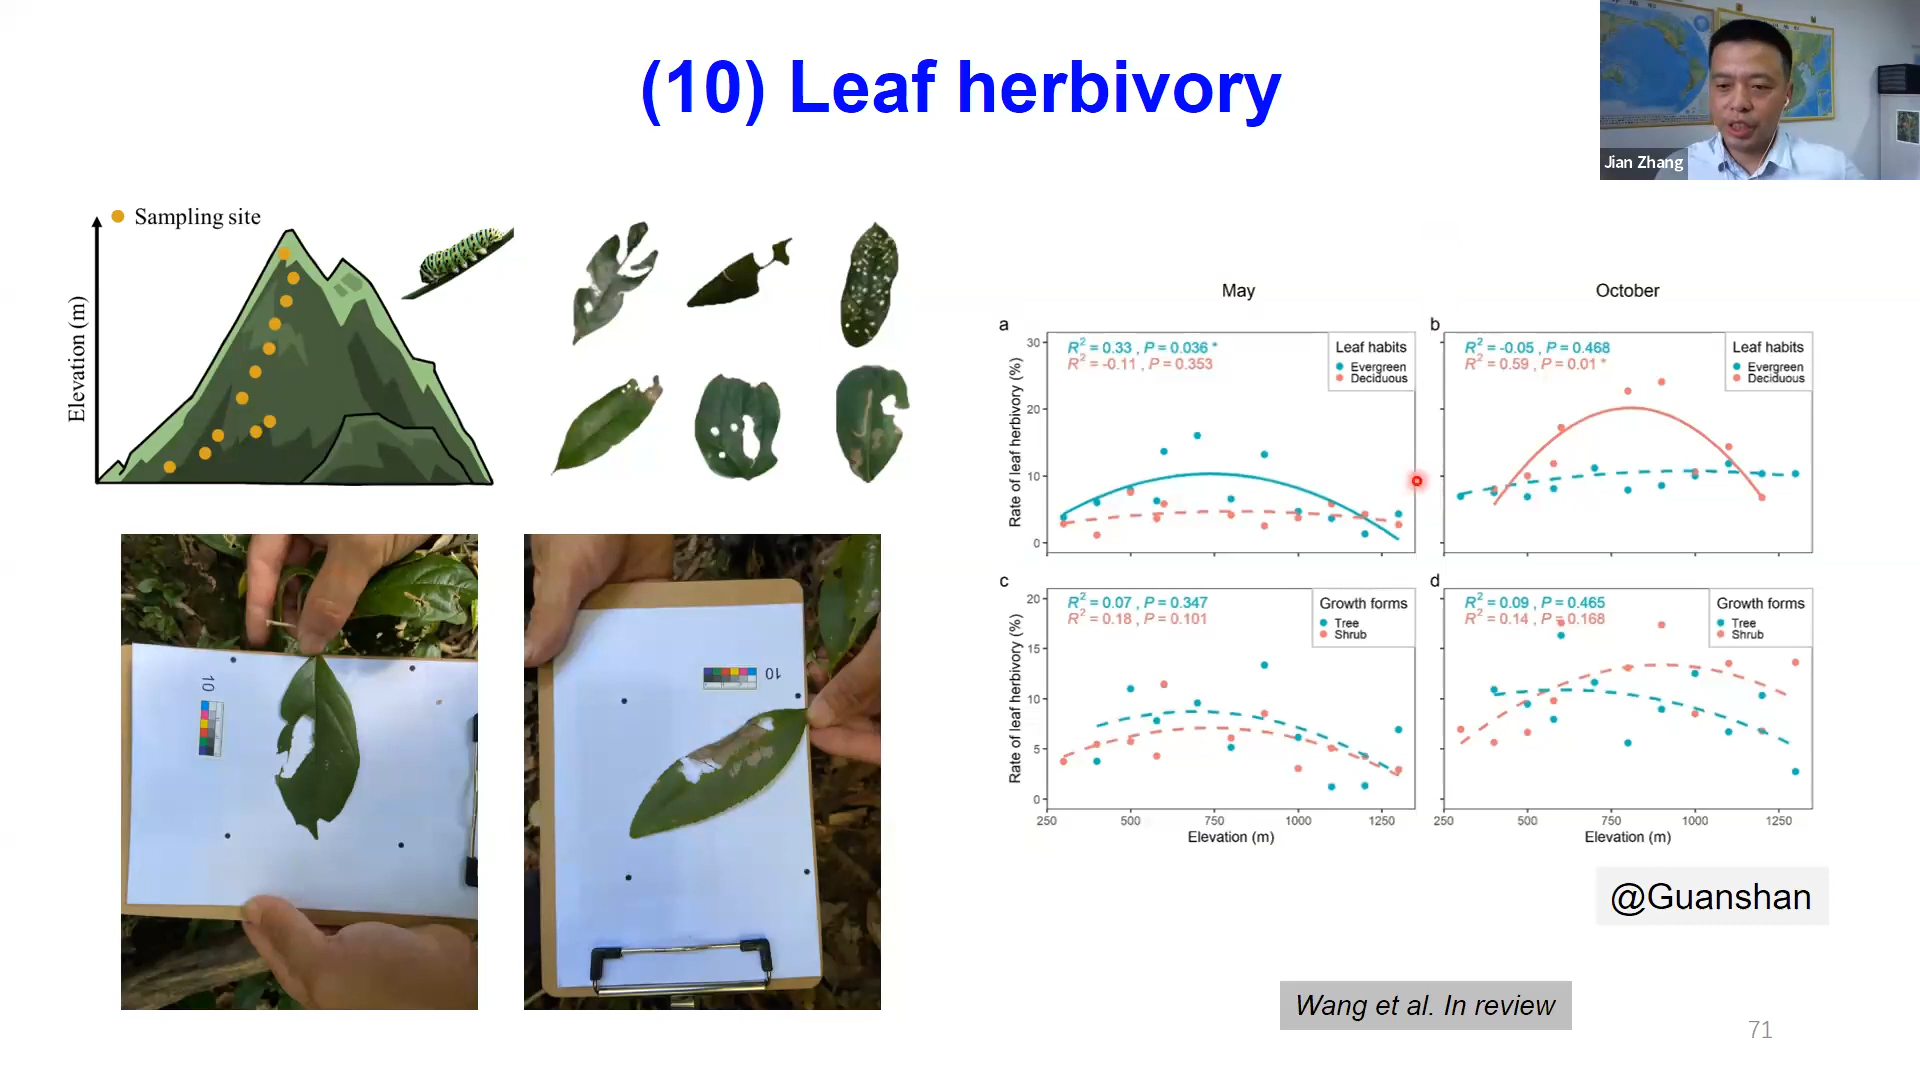 (10) Leaf herbivory
Jian Zhang
Sampling site
Elevation (m)
10
10
May
October
a
R² = 0.33 , P = 0.036 *
R² = -0.11 , P = 0.353
Leaf habits
Evergreen
Deciduous
30
20
10
0
Rate of leaf herbivory (%)
b
R² = -0.05 , P = 0.468
R² = 0.59 , P = 0.01 *
Leaf habits
Evergreen
Deciduous
c
R² = 0.07 , P = 0.347
R² = 0.18 , P = 0.101
Growth forms
Tree
Shrub
20
15
10
5
0
Rate of leaf herbivory (%)
250 500 750 1000 1250
Elevation (m)
d
R² = 0.09 , P = 0.465
R² = 0.14 , P = 0.168
Growth forms
Tree
Shrub
250 500 750 1000 1250
Elevation (m)
@Guanshan
Wang et al. In review
71